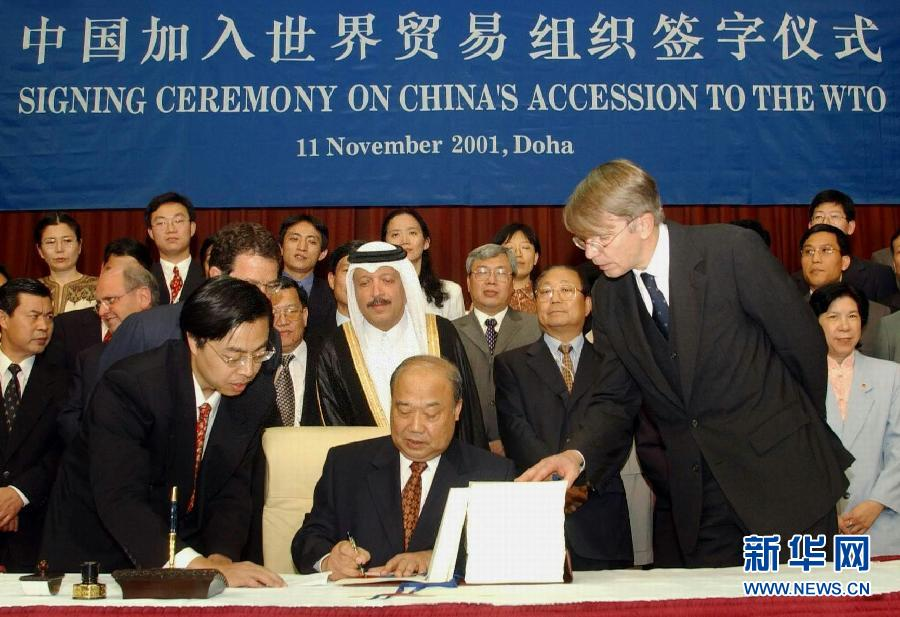 中国加入世界贸易组织签字仪式
SIGNING CEREMONY ON CHINA'S ACCESSION TO THE WTO
11 November 2001, Doha
新华网
WWW.NEWS.CN